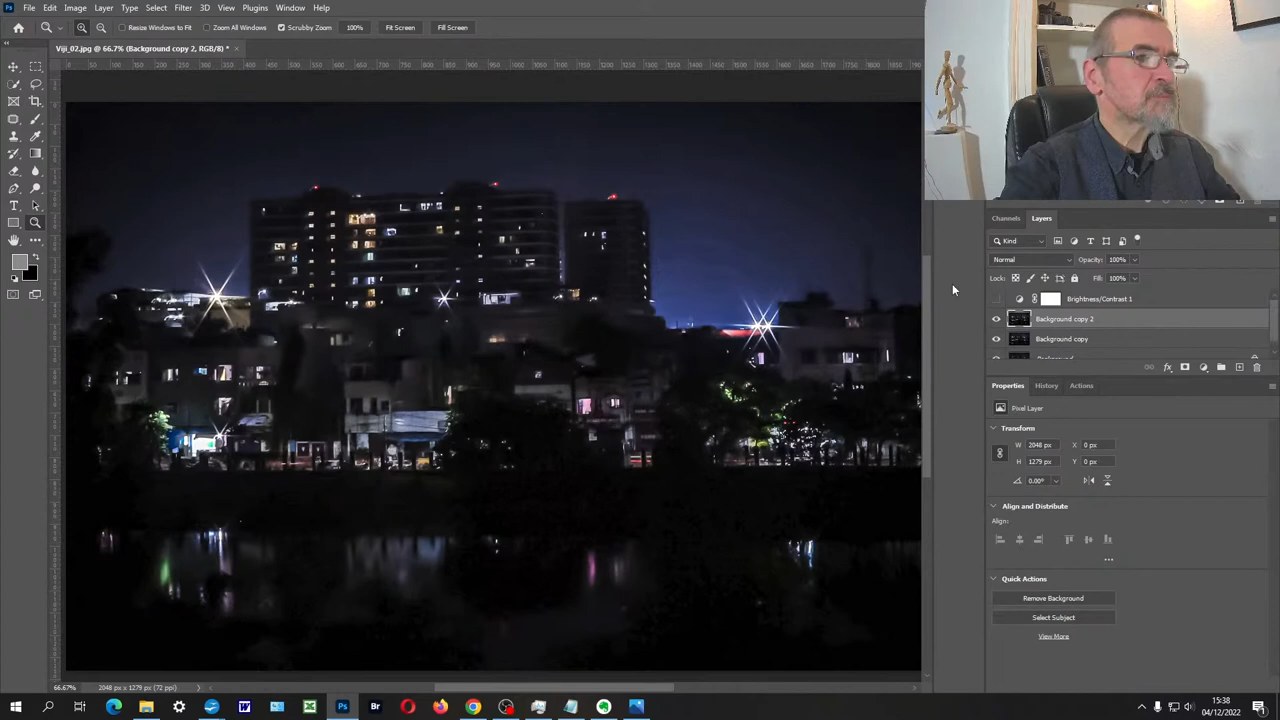 File Edit Image Layer Type Select Filter 3D View Plugins Window Help
Resize Windows to Fit Zoom All Windows Scrubby Zoom 100% Fit Screen Fill Screen
Viji_02.jpg @ 66.7% (Background copy 2, RGB/8) *
Channels Layers
Kind
Normal Opacity: 100%
Lock: Fill: 100%
Brightness/Contrast 1
Background copy 2
Background copy
Background
Properties History Actions
Pixel Layer
Transform
W 2048 px X 0 px
H 1279 px Y 0 px
0.00°
Align and Distribute
Align:
Quick Actions
Remove Background
Select Subject
View More
66.67% 2048 px x 1279 px (72 ppi)
15:38
04/12/2022